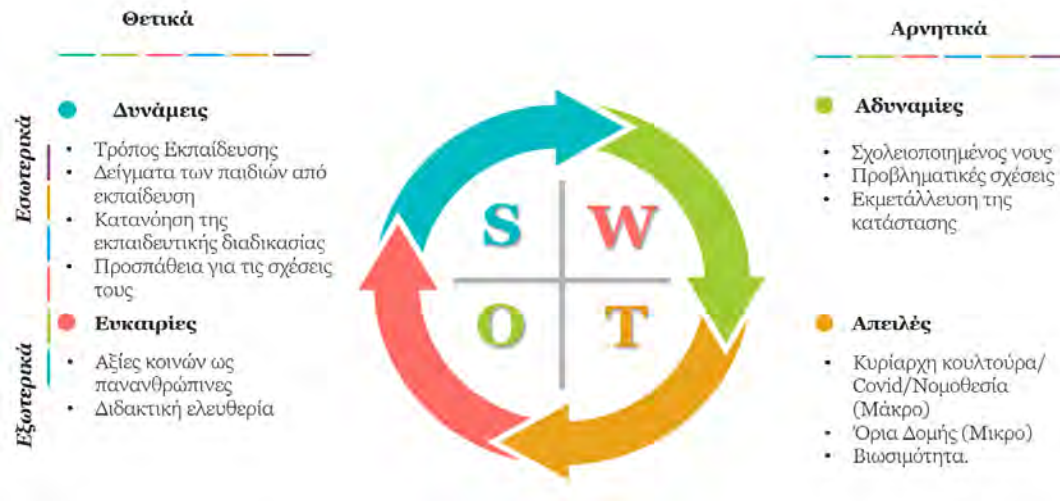 Θετικά
Αρνητικά
Εσωτερικά
Δυνάμεις
• Τρόπος Εκπαίδευσης
• Δείγματα των παιδιών από
εκπαίδευση
• Κατανόηση της
εκπαιδευτικής διαδικασίας
• Προσπάθεια για τις σχέσεις
τους
Αδυναμίες
• Σχολειοποιημένος νους
• Προβληματικές σχέσεις
• Εκμετάλλευση της
κατάστασης
S W
O T
Εξωτερικά
Ευκαιρίες
• Αξίες κοινών ως
πανανθρώπινες
• Διδακτική ελευθερία
Απειλές
• Κυρίαρχη κουλτούρα/
Covid/Νομοθεσία
(Μάκρο)
• Όρια Δομής (Μικρο)
• Βιωσιμότητα.